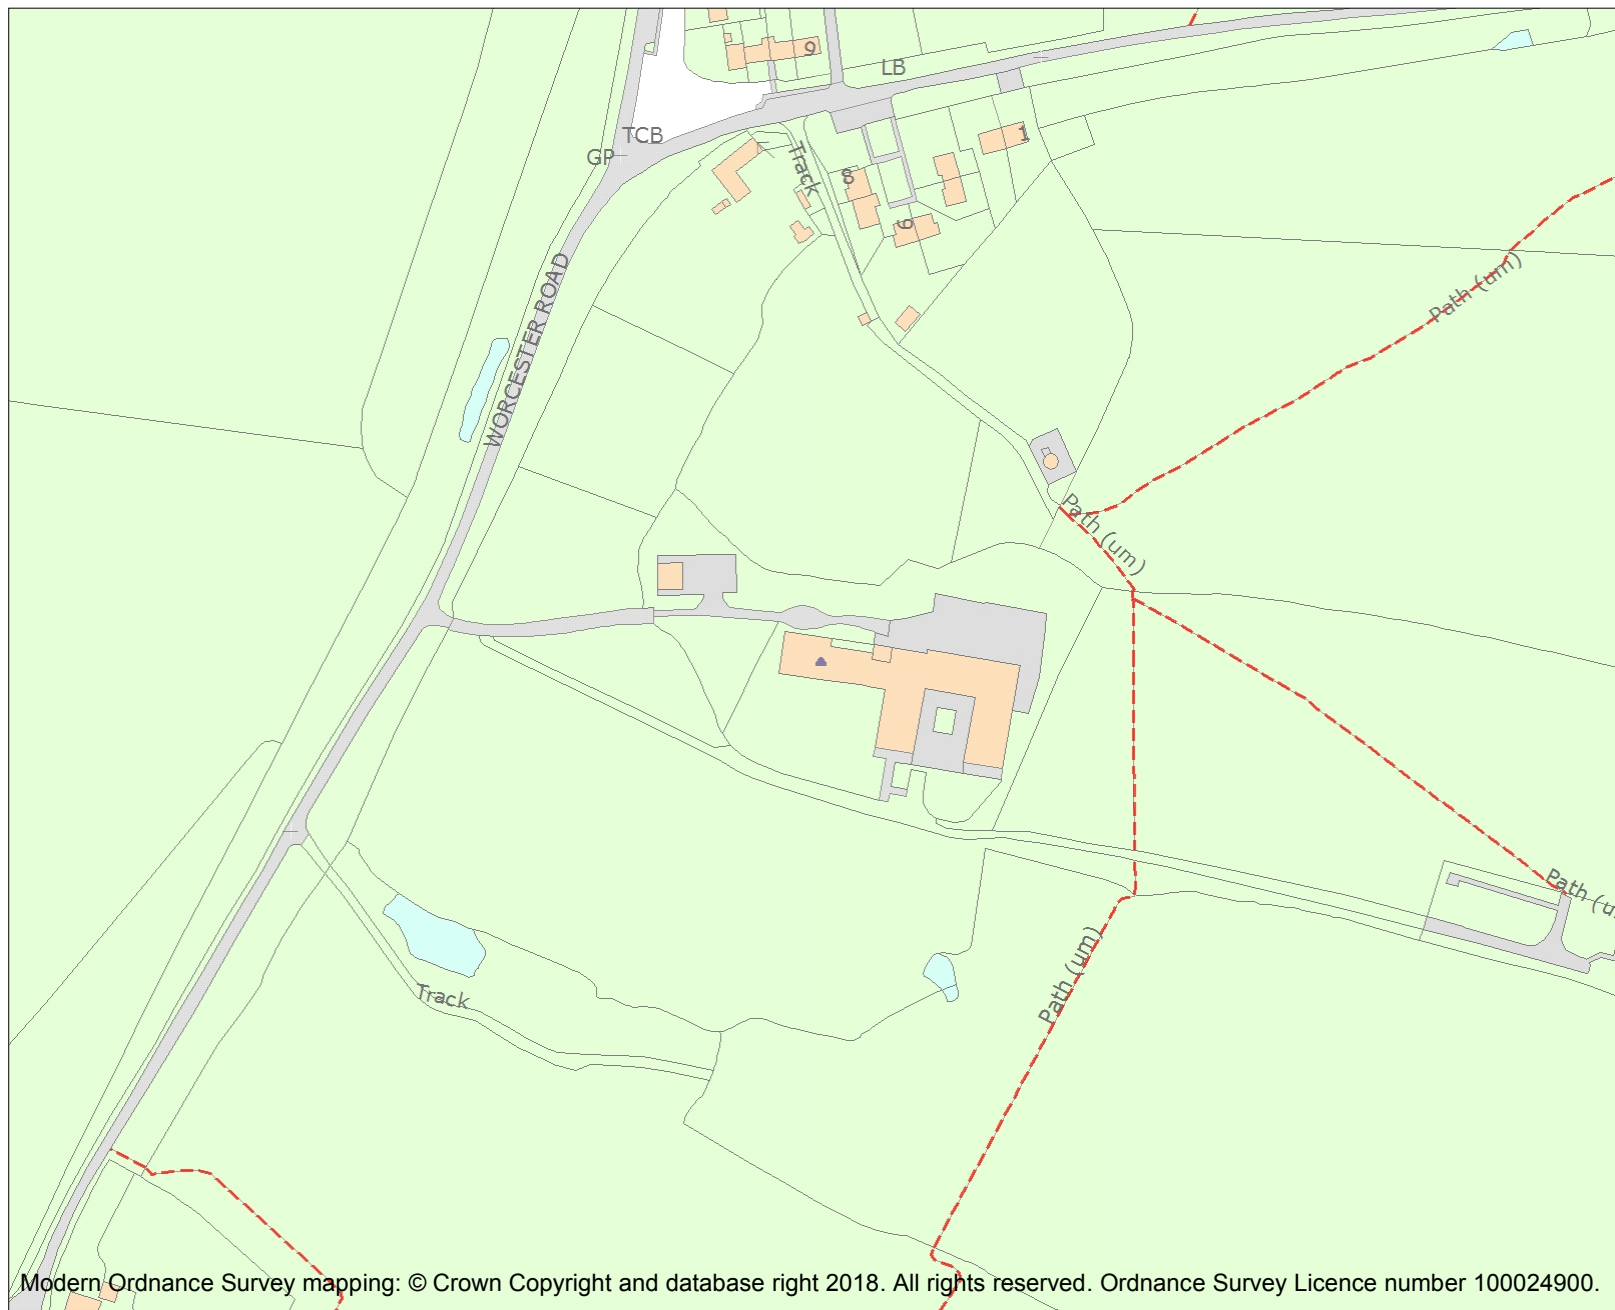 9
LB
TCB
GP
1
Track
8
6
Path (um)
WORCESTER ROAD
Path (um)
Path (u
Path (um)
Track
Modern Ordnance Survey mapping: © Crown Copyright and database right 2018. All rights reserved. Ordnance Survey Licence number 100024900.